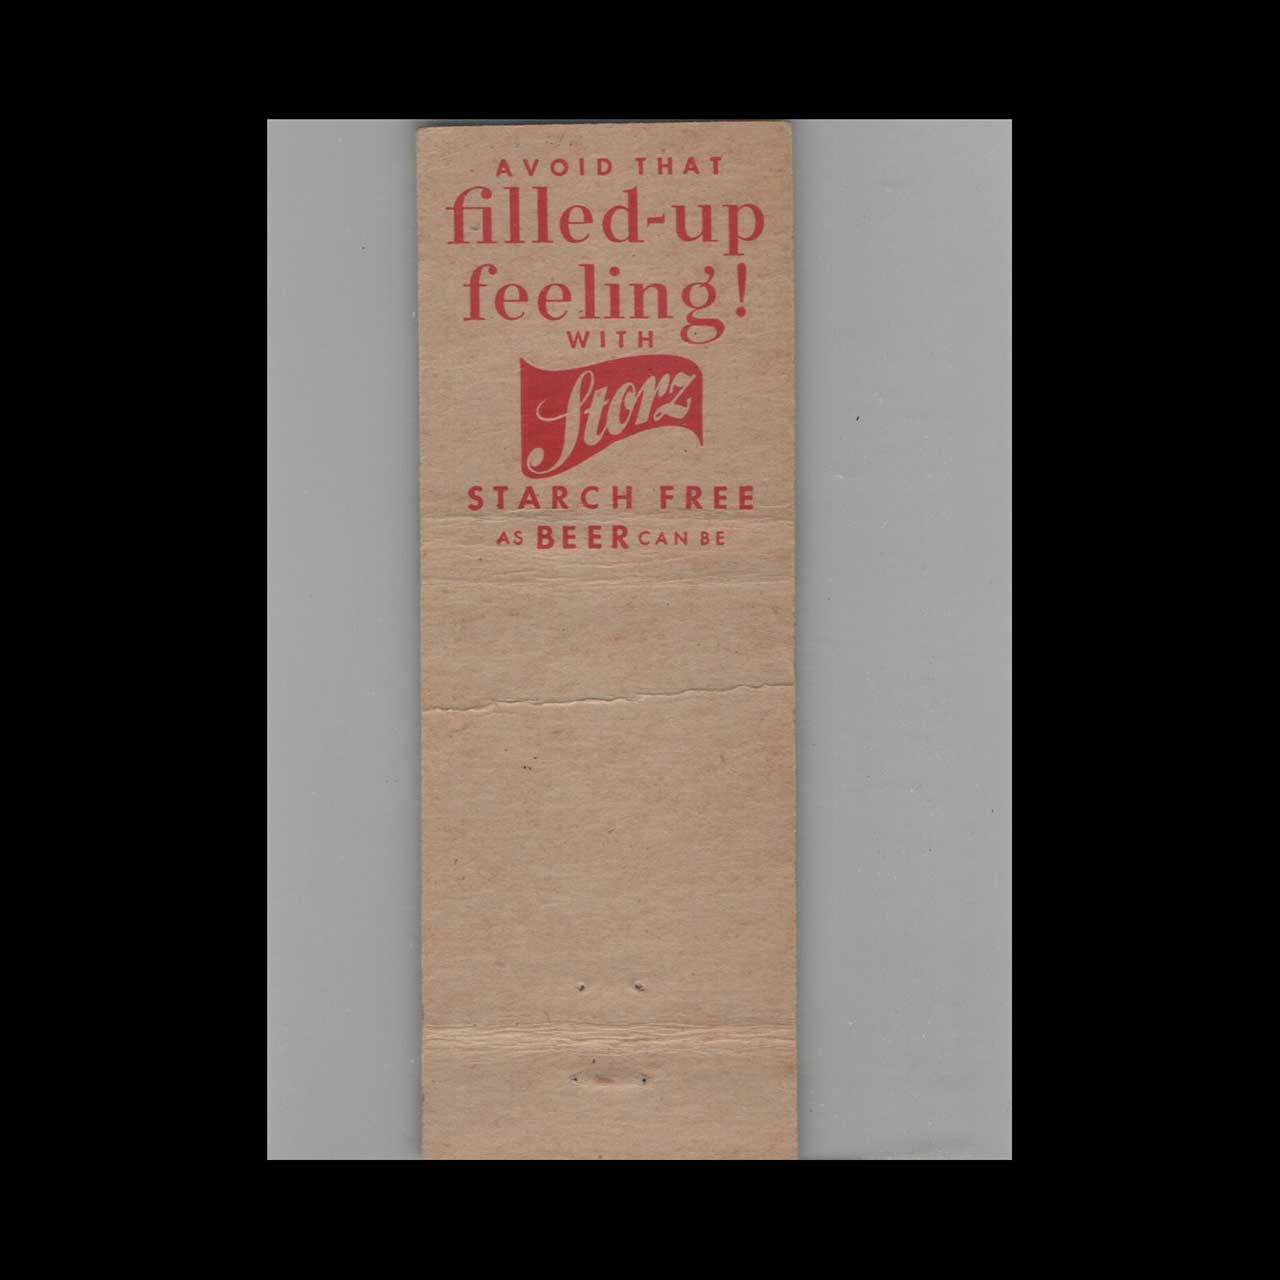 AVOID THAT
filled-up
feeling!
WITH
Storz
STARCH FREE
AS BEER CAN BE